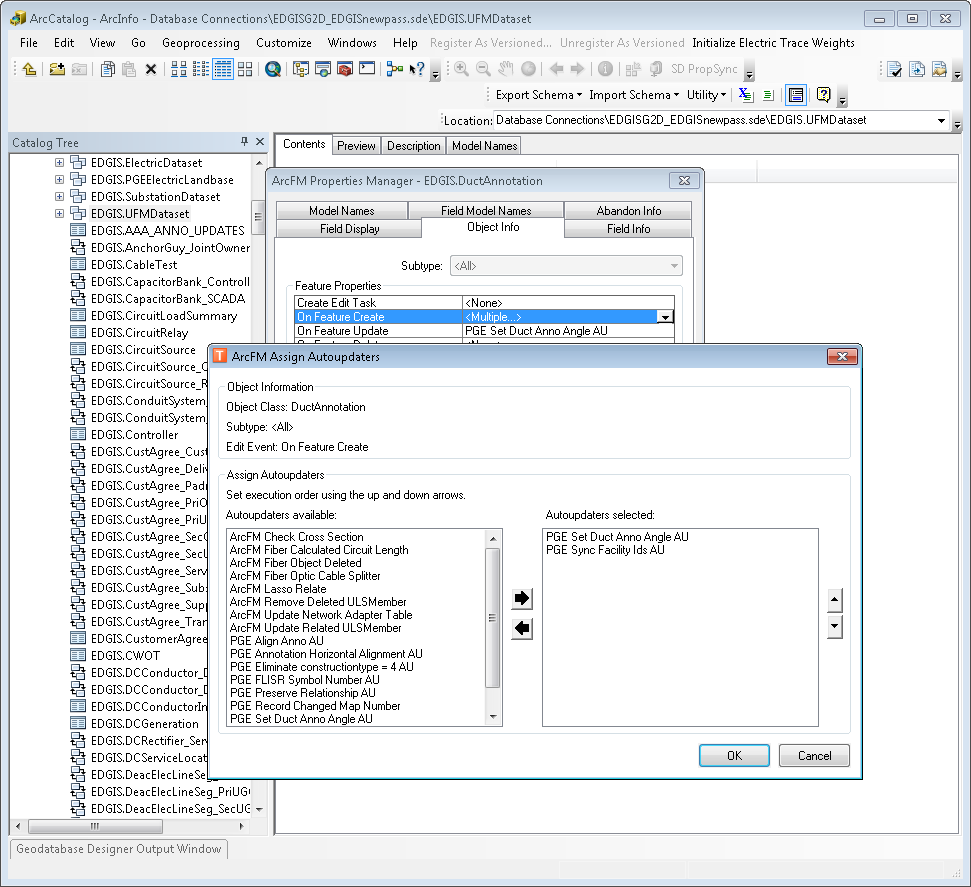 ArcCatalog - ArcInfo - Database Connections\EDGISG2D_EDGISnewpass.sde\EDGIS.UFMDataset
File Edit View Go Geoprocessing Customize Windows Help Register As Versioned... Unregister As Versioned Initialize Electric Trace Weights
SD PropSync
Export Schema Import Schema Utility
Location: Database Connections\EDGISG2D_EDGISnewpass.sde\EDGIS.UFMDataset
Catalog Tree
EDGIS.ElectricDataset
EDGIS.PGEElectricLandbase
EDGIS.SubstationDataset
EDGIS.UFMDataset
EDGIS.AAA_ANNO_UPDATES
EDGIS.AnchorGuy_JointOwner
EDGIS.CableTest
EDGIS.CapacitorBank_Controll
EDGIS.CapacitorBank_SCADA
EDGIS.CircuitLoadSummary
EDGIS.CircuitRelay
EDGIS.CircuitSource
EDGIS.CircuitSource_C
EDGIS.CircuitSource_R
EDGIS.ConduitSystem_
EDGIS.ConduitSystem_
EDGIS.Controller
EDGIS.CustAgree_Cust
EDGIS.CustAgree_Deliv
EDGIS.CustAgree_Padm
EDGIS.CustAgree_PriO
EDGIS.CustAgree_PriU
EDGIS.CustAgree_SecO
EDGIS.CustAgree_SecU
EDGIS.CustAgree_Serv
EDGIS.CustAgree_Subs
EDGIS.CustAgree_Supp
EDGIS.CustAgree_Tran
EDGIS.CustomerAgree
EDGIS.CWOT
EDGIS.DCConductor_D
EDGIS.DCConductor_D
EDGIS.DCConductorIn
EDGIS.DCGeneration
EDGIS.DCRectifier_Serv
EDGIS.DCServiceLocat
EDGIS.DeacElecLineSeg_
EDGIS.DeacElecLineSeg_PriUG
EDGIS.DeacElecLineSeg_SecUG
Contents Preview Description Model Names
ArcFM Properties Manager - EDGIS.DuctAnnotation
Model Names Field Model Names Abandon Info
Field Display Object Info Field Info
Subtype: <All>
Feature Properties
Create Edit Task <None>
On Feature Create <Multiple...>
On Feature Update PGE Set Duct Anno Angle AU
ArcFM Assign Autoupdaters
Object Information
Object Class: DuctAnnotation
Subtype: <All>
Edit Event: On Feature Create
Assign Autoupdaters
Set execution order using the up and down arrows.
Autoupdaters available:
ArcFM Check Cross Section
ArcFM Fiber Calculated Circuit Length
ArcFM Fiber Object Deleted
ArcFM Fiber Optic Cable Splitter
ArcFM Lasso Relate
ArcFM Remove Deleted ULSMember
ArcFM Update Network Adapter Table
ArcFM Update Related ULSMember
PGE Align Anno AU
PGE Annotation Horizontal Alignment AU
PGE Eliminate constructiontype = 4 AU
PGE FLISR Symbol Number AU
PGE Preserve Relationship AU
PGE Record Changed Map Number
PGE Set Duct Anno Angle AU
Autoupdaters selected:
PGE Set Duct Anno Angle AU
PGE Sync Facility Ids AU
OK Cancel
Geodatabase Designer Output Window